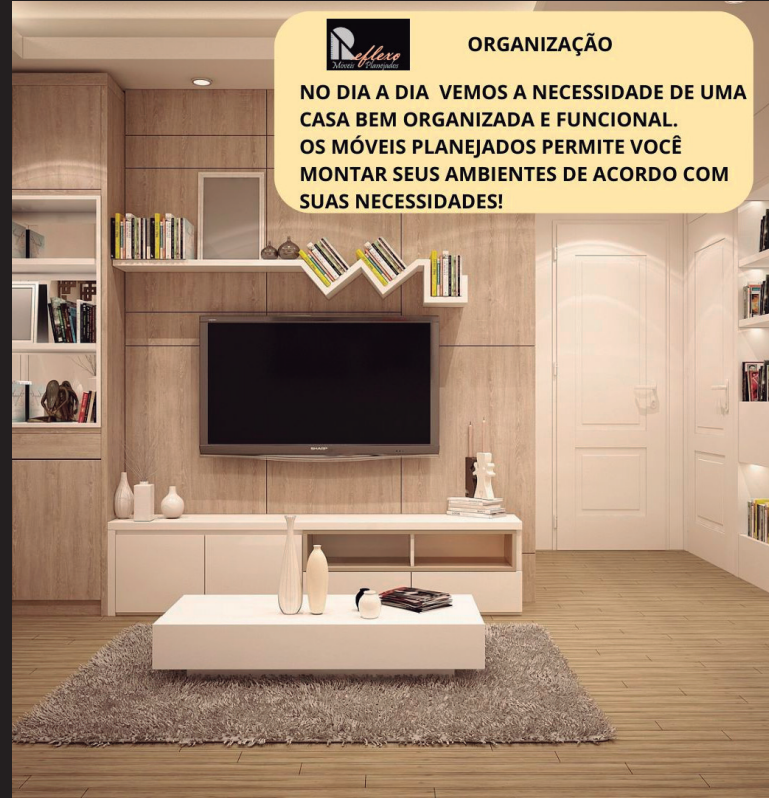 Reflexo
Móveis Planejados
ORGANIZAÇÃO
NO DIA A DIA VEMOS A NECESSIDADE DE UMA
CASA BEM ORGANIZADA E FUNCIONAL.
OS MÓVEIS PLANEJADOS PERMITE VOCÊ
MONTAR SEUS AMBIENTES DE ACORDO COM
SUAS NECESSIDADES!
SHARP